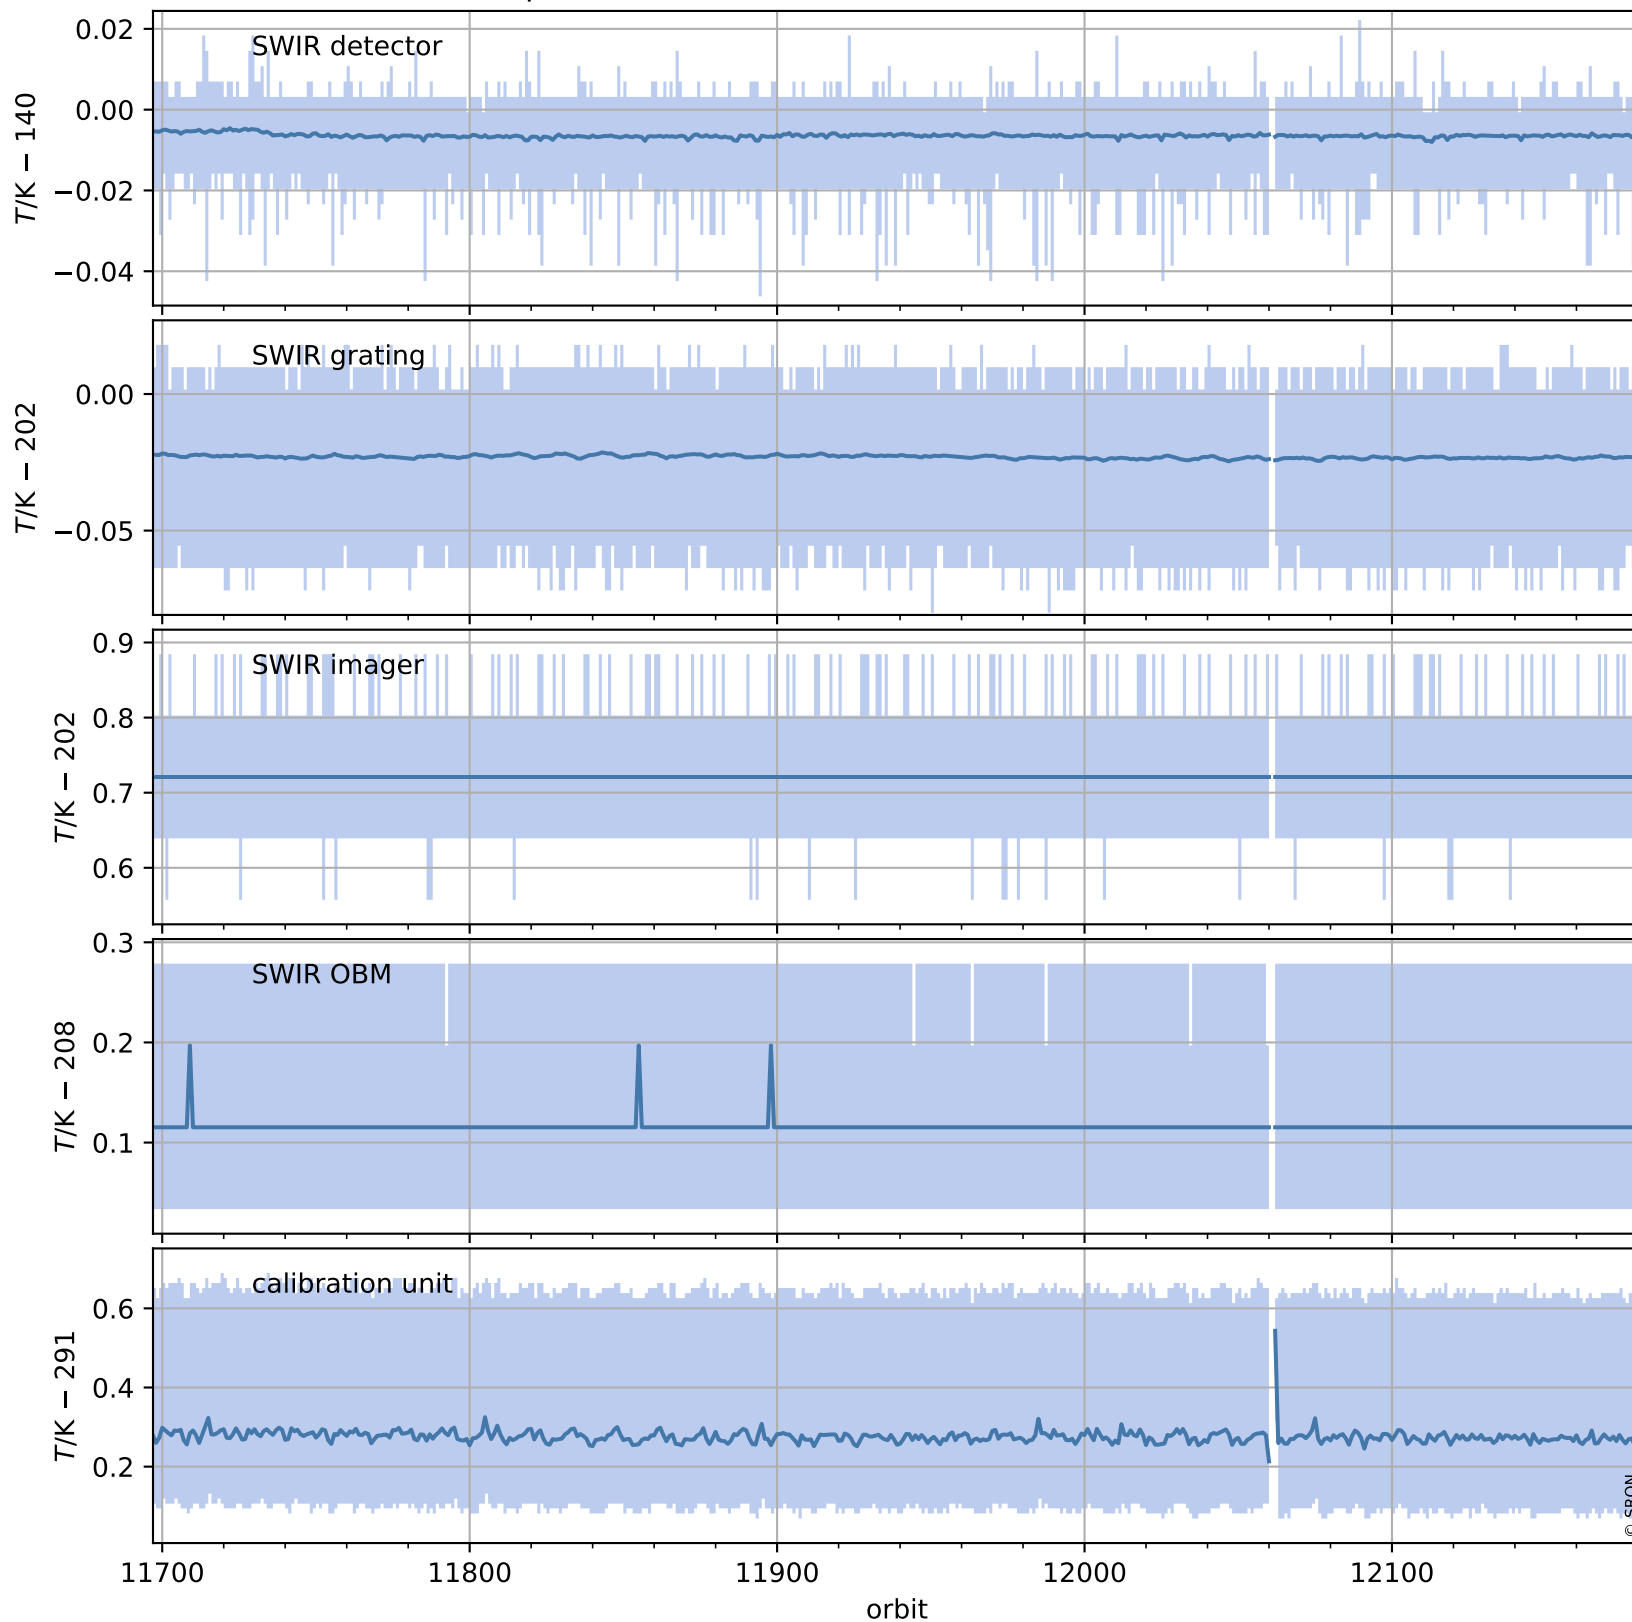 SWIR detector
0.02
0.00
−0.02
−0.04
T/K − 140
SWIR grating
0.00
−0.05
T/K − 202
SWIR imager
0.9
0.8
0.7
0.6
T/K − 202
SWIR OBM
0.3
0.2
0.1
T/K − 208
calibration unit
0.6
0.4
0.2
T/K − 291
© SRON
11700 11800 11900 12000 12100
orbit